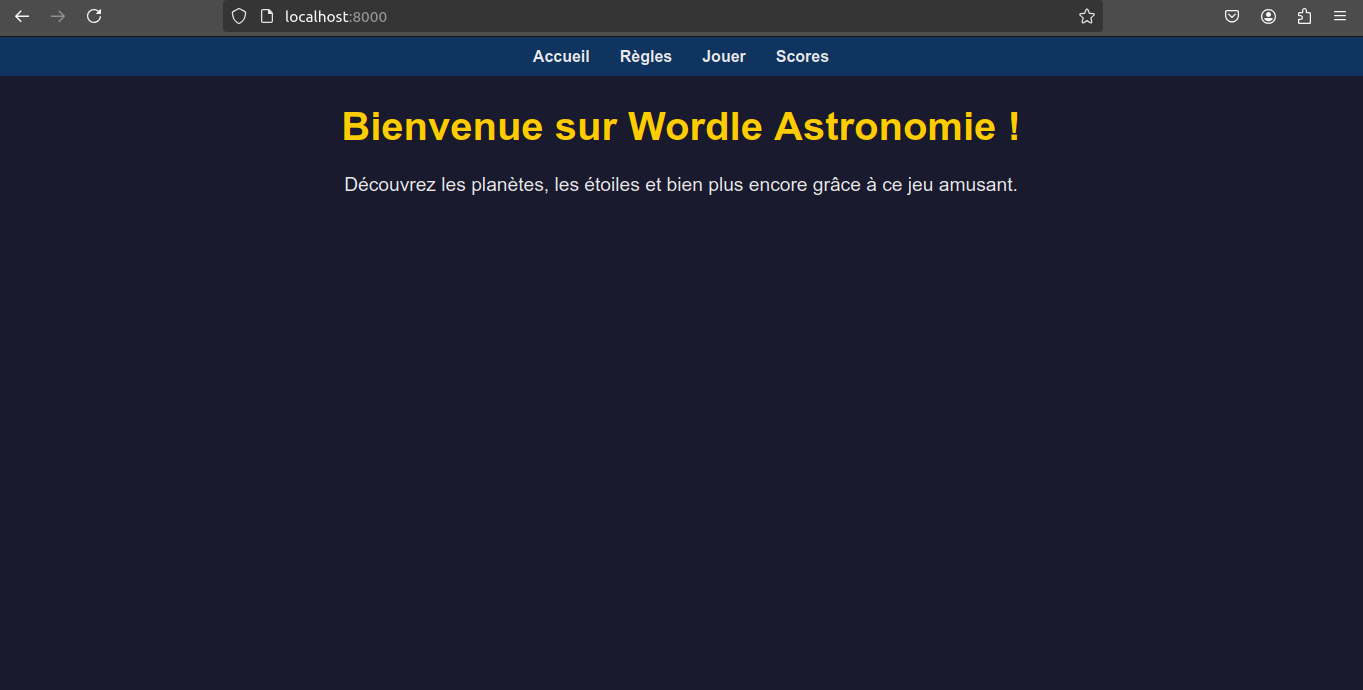 localhost:8000
Accueil Règles Jouer Scores
Bienvenue sur Wordle Astronomie !
Découvrez les planètes, les étoiles et bien plus encore grâce à ce jeu amusant.